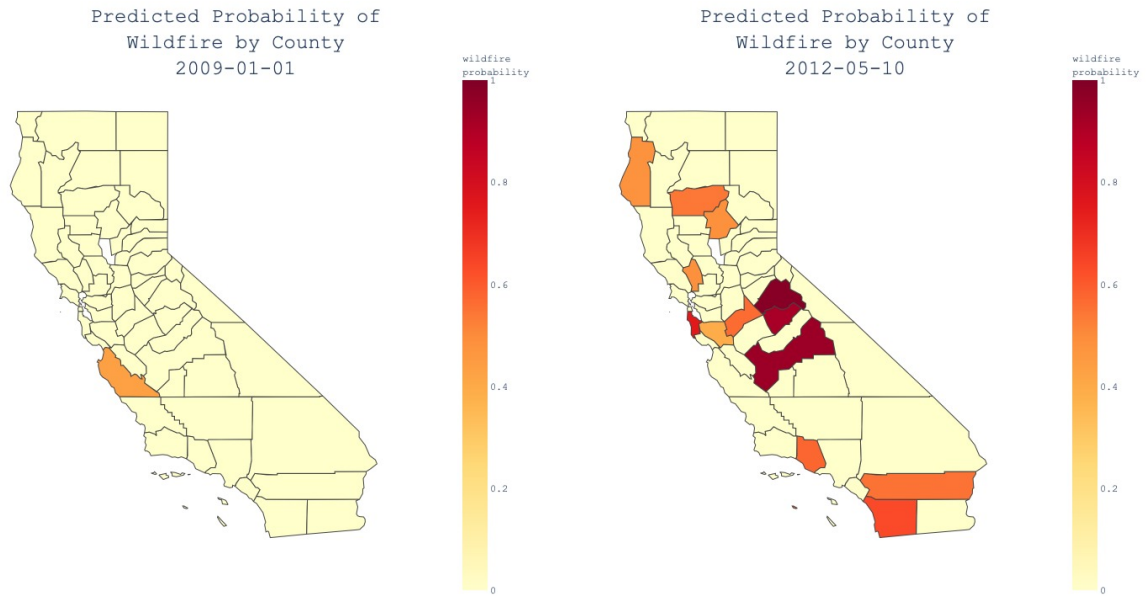 Predicted Probability of
Wildfire by County
2009-01-01
wildfire
probability
1
0.8
0.6
0.4
0.2
0
Predicted Probability of
Wildfire by County
2012-05-10
wildfire
probability
1
0.8
0.6
0.4
0.2
0